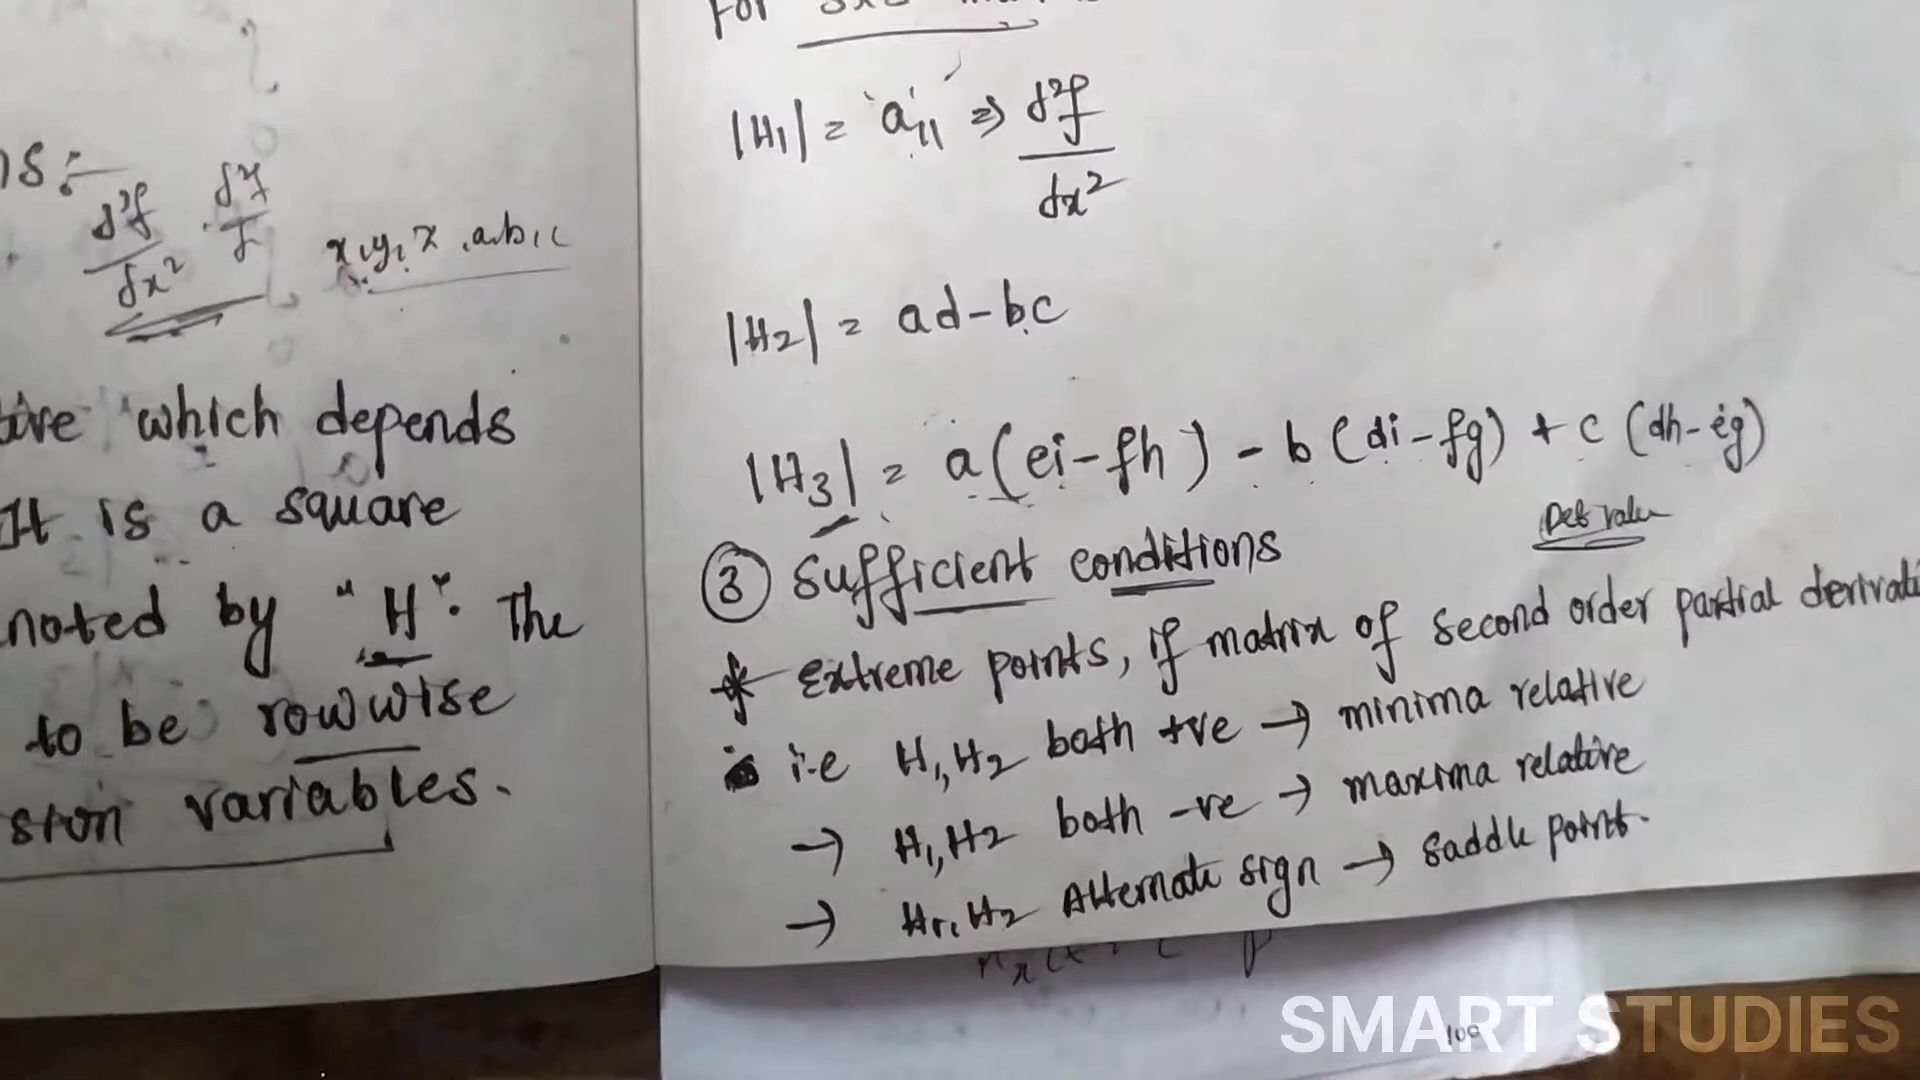 ns:-
d²f/dx²
x, y, z, a, b, c
which depends
It is a square
noted by "H". The
to be rowwise
sion variables.
For
|H1| = 'a11' ⇒ d²f/dx²
|H2| = ad-bc
|H3| = a(ei-fh) - b(di-fg) + c(dh-eg)
Det value
③ Sufficient conditions
* Extreme points, if matrix of second order partial derivati
i.e H1, H2 both +ve → minima relative
→ H1, H2 both -ve → maxima relative
→ H1, H2 Alternate sign → saddle point.
SMART STUDIES